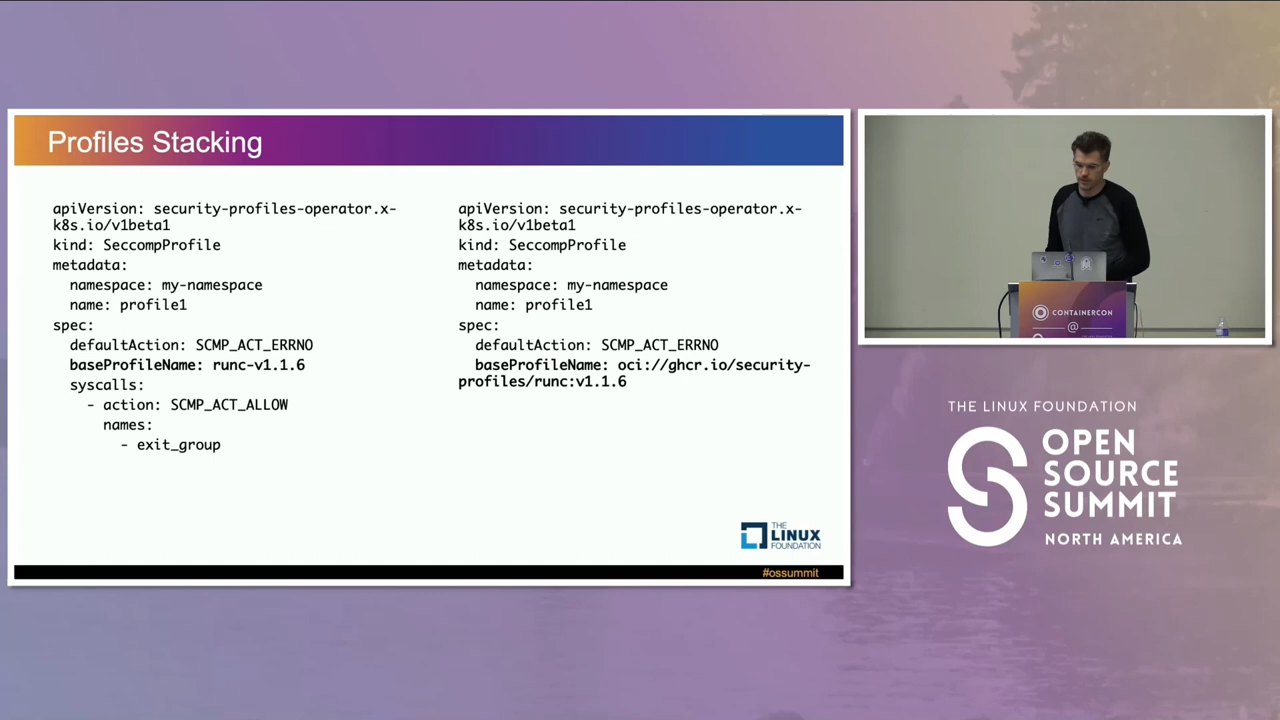 Profiles Stacking
apiVersion: security-profiles-operator.x-
k8s.io/v1beta1
kind: SeccompProfile
metadata:
namespace: my-namespace
name: profile1
spec:
defaultAction: SCMP_ACT_ERRNO
baseProfileName: runc-v1.1.6
syscalls:
- action: SCMP_ACT_ALLOW
names:
- exit_group
apiVersion: security-profiles-operator.x-
k8s.io/v1beta1
kind: SeccompProfile
metadata:
namespace: my-namespace
name: profile1
spec:
defaultAction: SCMP_ACT_ERRNO
baseProfileName: oci://ghcr.io/security-
profiles/runc:v1.1.6
THE
LINUX
FOUNDATION
#ossummit
CONTAINERCON
@
THE LINUX FOUNDATION
OPEN
SOURCE
SUMMIT
NORTH AMERICA